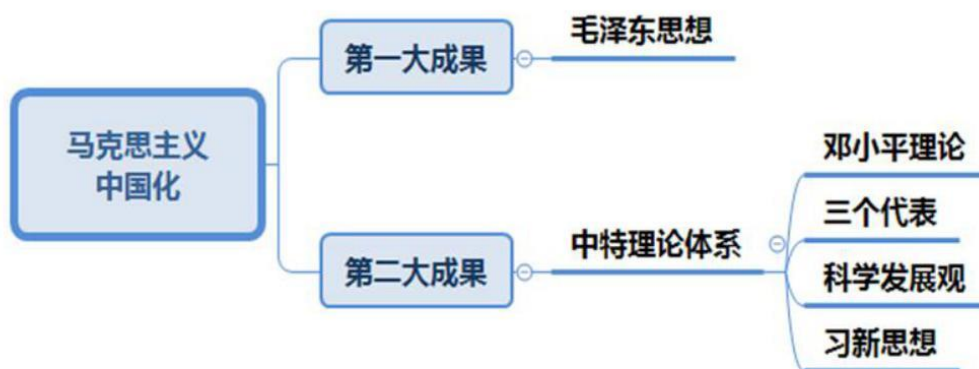 马克思主义
中国化
第一大成果
毛泽东思想
第二大成果
中特理论体系
邓小平理论
三个代表
科学发展观
习新思想